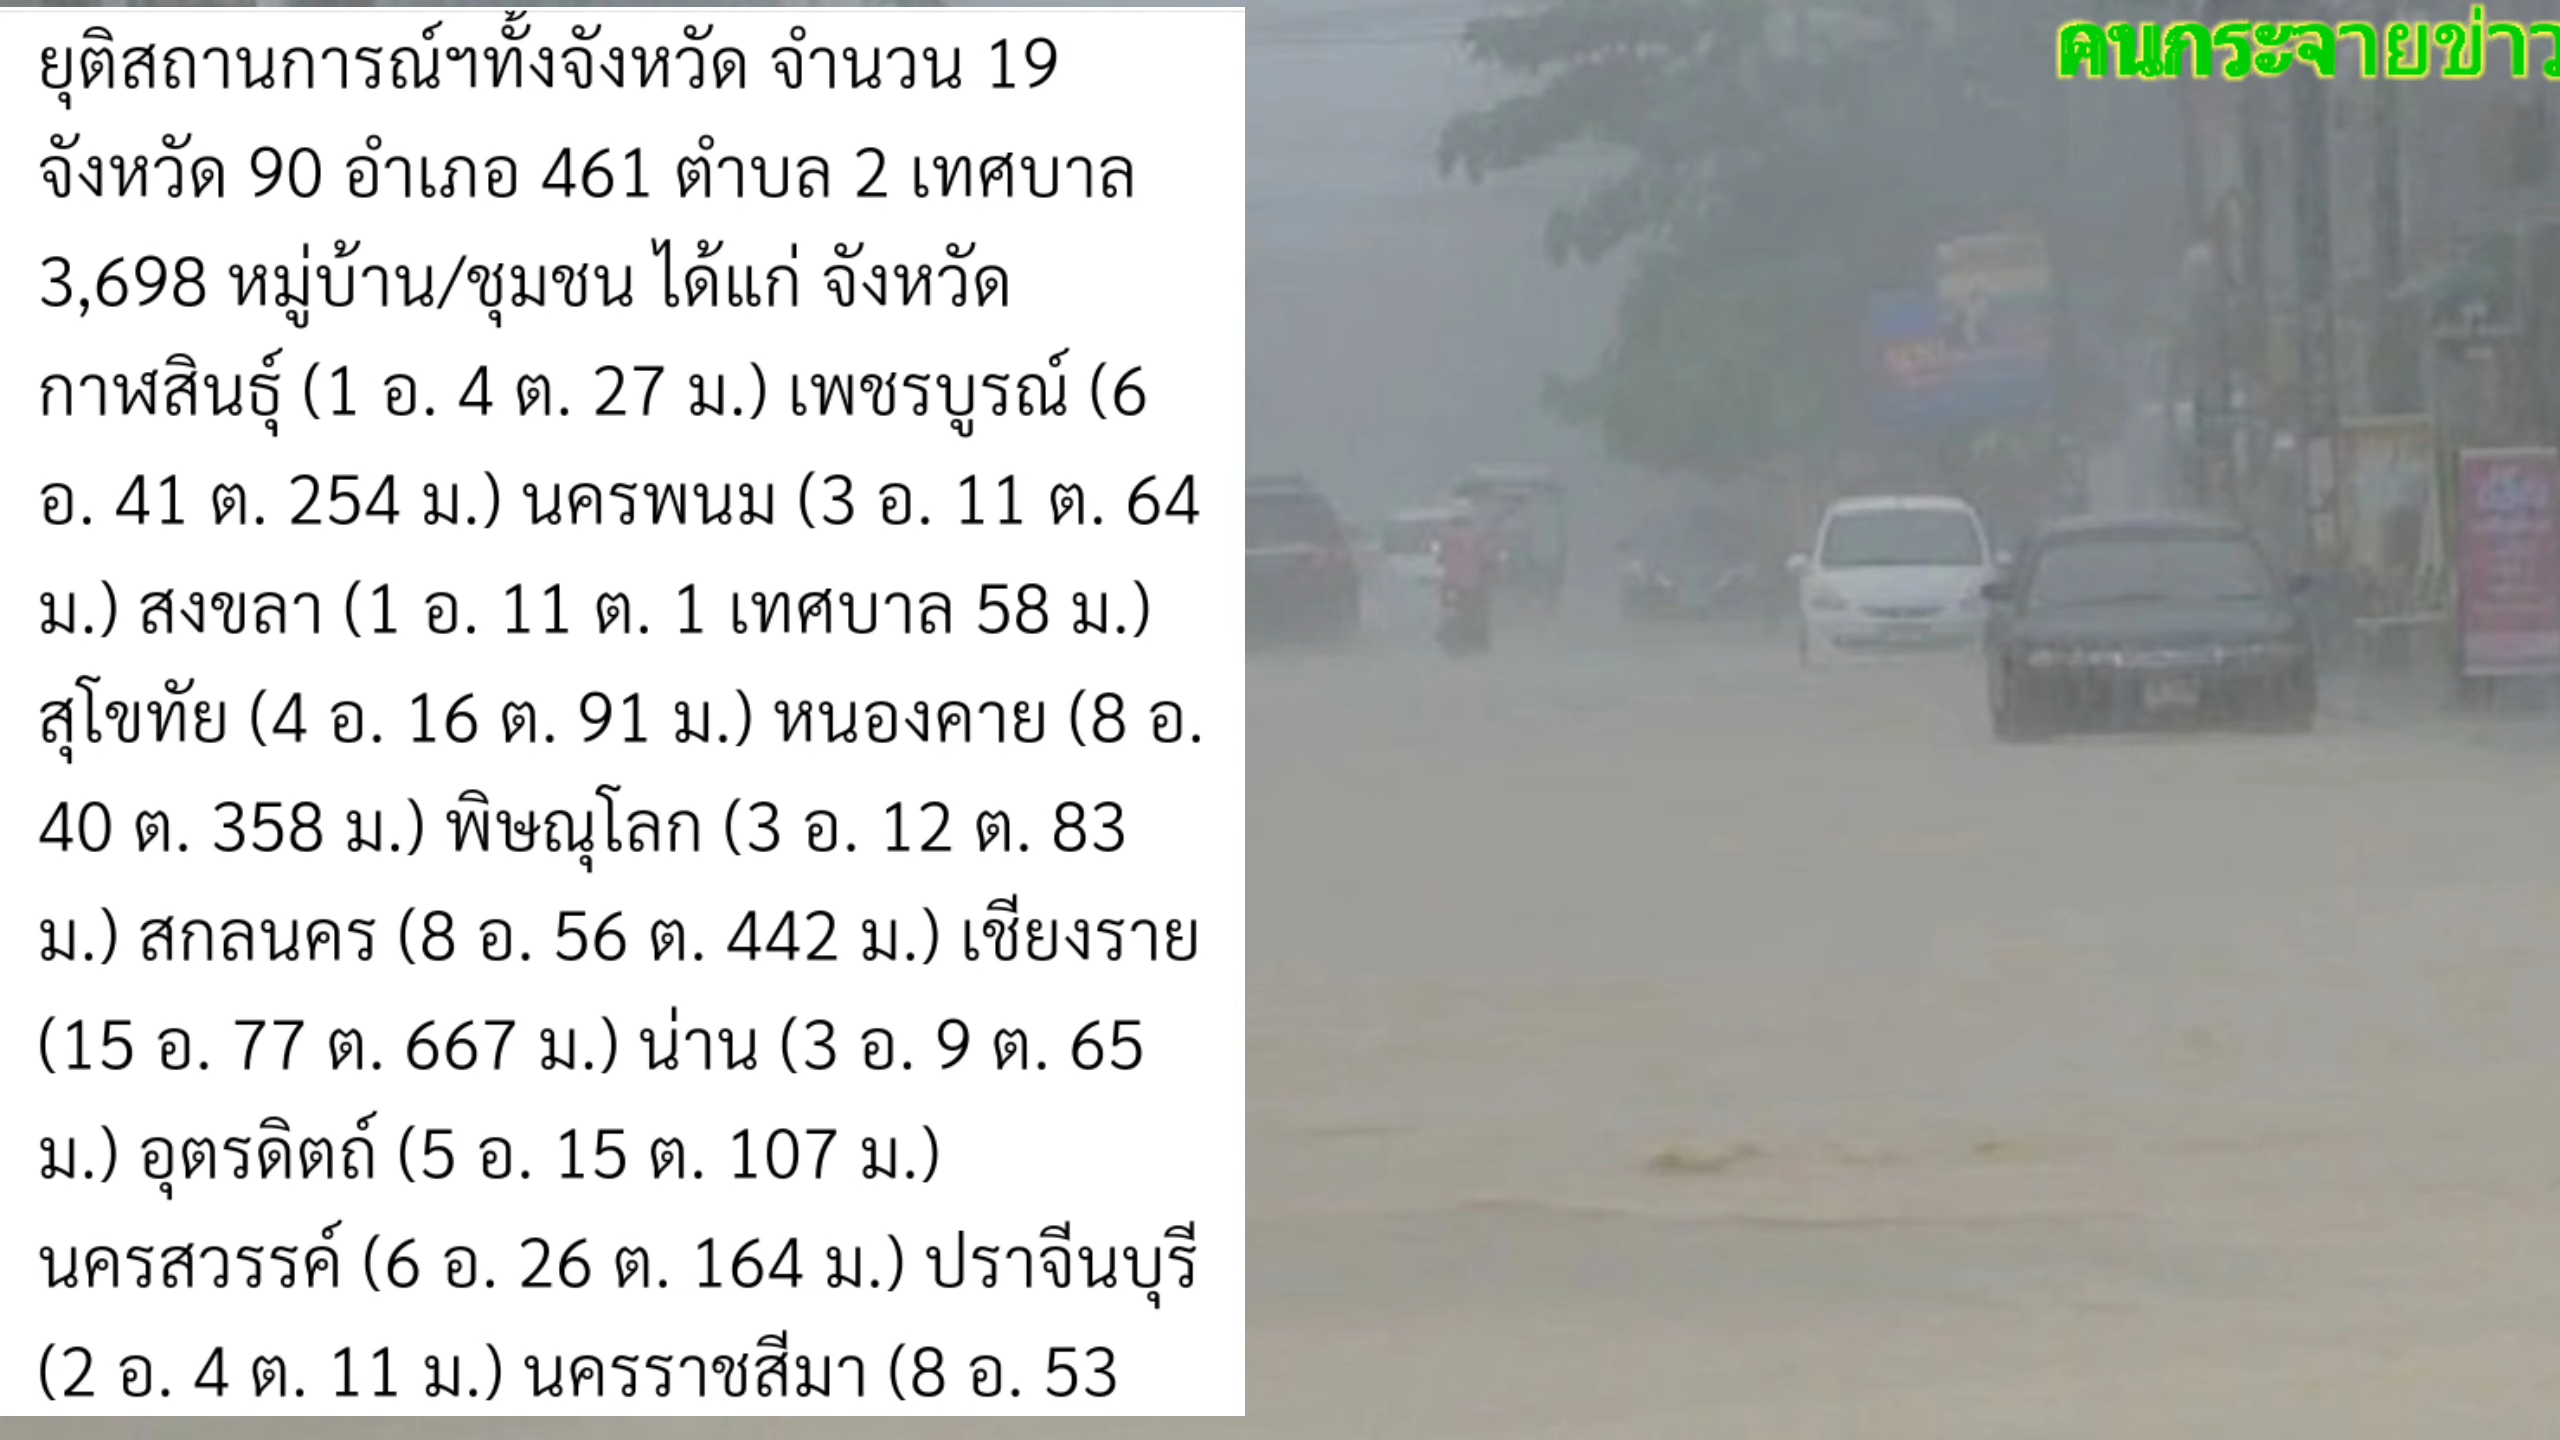 ยุติสถานการณ์ฯทั้งจังหวัด จำนวน 19
จังหวัด 90 อำเภอ 461 ตำบล 2 เทศบาล
3,698 หมู่บ้าน/ชุมชน ได้แก่ จังหวัด
กาฬสินธุ์ (1 อ. 4 ต. 27 ม.) เพชรบูรณ์ (6
อ. 41 ต. 254 ม.) นครพนม (3 อ. 11 ต. 64
ม.) สงขลา (1 อ. 11 ต. 1 เทศบาล 58 ม.)
สุโขทัย (4 อ. 16 ต. 91 ม.) หนองคาย (8 อ.
40 ต. 358 ม.) พิษณุโลก (3 อ. 12 ต. 83
ม.) สกลนคร (8 อ. 56 ต. 442 ม.) เชียงราย
(15 อ. 77 ต. 667 ม.) น่าน (3 อ. 9 ต. 65
ม.) อุตรดิตถ์ (5 อ. 15 ต. 107 ม.)
นครสวรรค์ (6 อ. 26 ต. 164 ม.) ปราจีนบุรี
(2 อ. 4 ต. 11 ม.) นครราชสีมา (8 อ. 53
คนกระจายข่าว